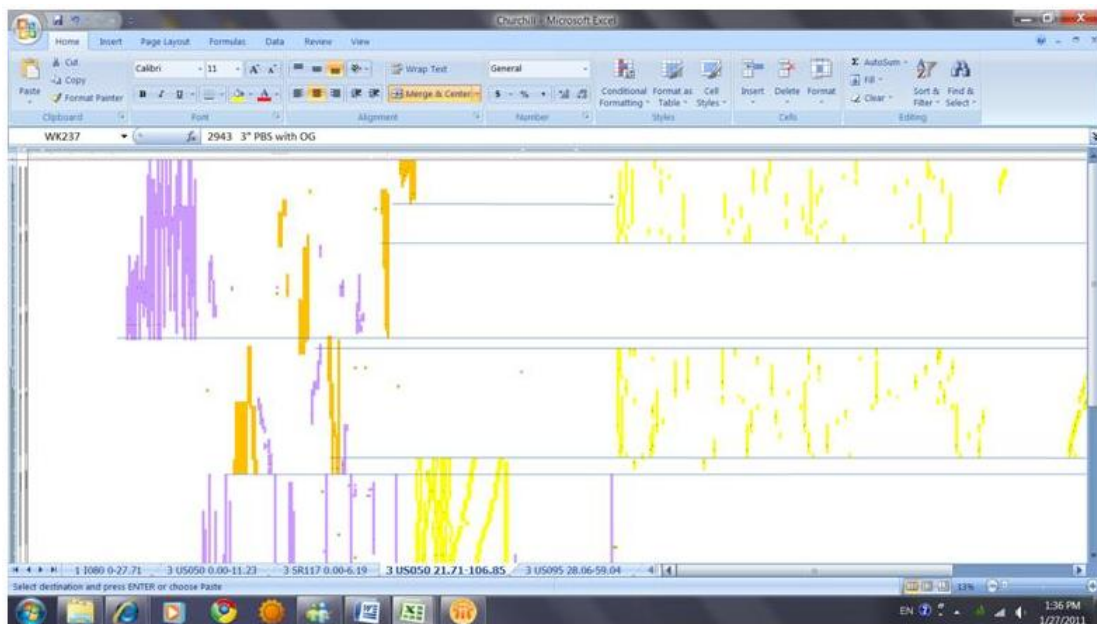 Churchill - Microsoft Excel
Home Insert Page Layout Formulas Data Review View
Paste
Cut
Copy
Format Painter
Clipboard
Calibri 11
B I U
Font
Wrap Text
Merge & Center
Alignment
General
$ % ,
Number
Conditional Formatting
Format as Table
Cell Styles
Styles
Insert Delete Format
Cells
Σ AutoSum
Fill
Clear
Sort & Filter
Find & Select
Editing
WK237 fx 2943 3" PBS with OG
1 I080 0-27.71 3 US050 0.00-11.23 3 SR117 0.00-6.19 3 US050 21.71-106.85 3 US095 28.06-59.04 4
Select destination and press ENTER or choose Paste 13%
EN 1:36 PM
1/27/2011